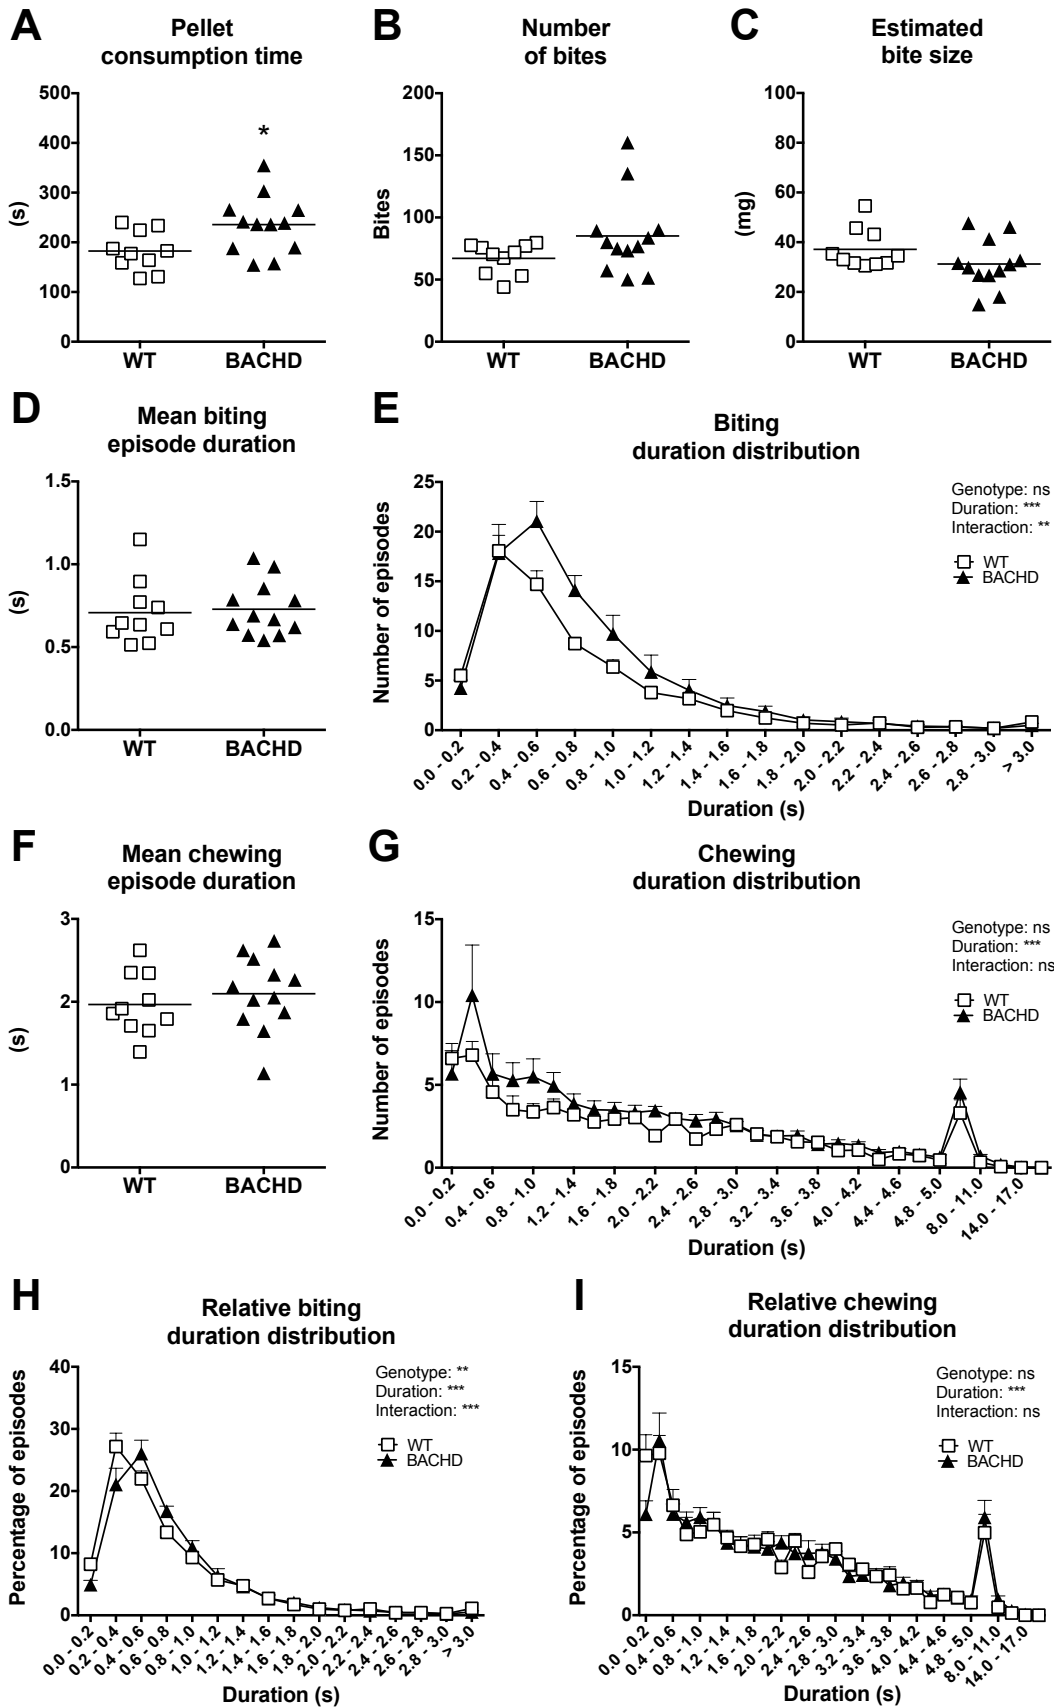 A
Pellet
consumption time
500
400
300
200
100
0
(s)
*
WT
BACHD
B
Number
of bites
200
150
100
50
0
Bites
WT
BACHD
C
Estimated
bite size
100
80
60
40
20
0
(mg)
WT
BACHD
D
Mean biting
episode duration
1.5
1.0
0.5
0.0
(s)
WT
BACHD
E
Biting
duration distribution
25
20
15
10
5
0
Number of episodes
Genotype: ns
Duration: ***
Interaction: **
WT
BACHD
0.0 - 0.2
0.2 - 0.4
0.4 - 0.6
0.6 - 0.8
0.8 - 1.0
1.0 - 1.2
1.2 - 1.4
1.4 - 1.6
1.6 - 1.8
1.8 - 2.0
2.0 - 2.2
2.2 - 2.4
2.4 - 2.6
2.6 - 2.8
2.8 - 3.0
> 3.0
Duration (s)
F
Mean chewing
episode duration
3
2
1
0
(s)
WT
BACHD
G
Chewing
duration distribution
15
10
5
0
Number of episodes
Genotype: ns
Duration: ***
Interaction: ns
WT
BACHD
0.0 - 0.2
0.4 - 0.6
0.8 - 1.0
1.2 - 1.4
1.6 - 1.8
2.0 - 2.2
2.4 - 2.6
2.8 - 3.0
3.2 - 3.4
3.6 - 3.8
4.0 - 4.2
4.4 - 4.6
4.8 - 5.0
8.0 - 11.0
14.0 - 17.0
Duration (s)
H
Relative biting
duration distribution
40
30
20
10
0
Percentage of episodes
Genotype: **
Duration: ***
Interaction: ***
WT
BACHD
0.0 - 0.2
0.2 - 0.4
0.4 - 0.6
0.6 - 0.8
0.8 - 1.0
1.0 - 1.2
1.2 - 1.4
1.4 - 1.6
1.6 - 1.8
1.8 - 2.0
2.0 - 2.2
2.2 - 2.4
2.4 - 2.6
2.6 - 2.8
2.8 - 3.0
> 3.0
Duration (s)
I
Relative chewing
duration distribution
15
10
5
0
Percentage of episodes
Genotype: ns
Duration: ***
Interaction: ns
WT
BACHD
0.0 - 0.2
0.4 - 0.6
0.8 - 1.0
1.2 - 1.4
1.6 - 1.8
2.0 - 2.2
2.4 - 2.6
2.8 - 3.0
3.2 - 3.4
3.6 - 3.8
4.0 - 4.2
4.4 - 4.6
4.8 - 5.0
8.0 - 11.0
14.0 - 17.0
Duration (s)